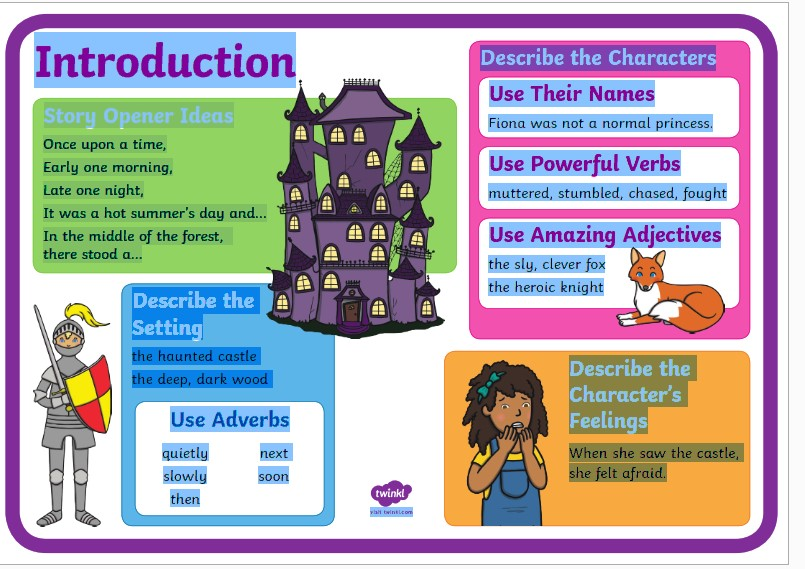 Introduction
Story Opener Ideas
Once upon a time,
Early one morning,
Late one night,
It was a hot summer's day and...
In the middle of the forest,
there stood a...
Describe the Characters
Use Their Names
Fiona was not a normal princess.
Use Powerful Verbs
muttered, stumbled, chased, fought
Use Amazing Adjectives
the sly, clever fox
the heroic knight
Describe the
Setting
the haunted castle
the deep, dark wood
Use Adverbs
quietly next
slowly soon
then
Describe the
Character's
Feelings
When she saw the castle,
she felt afraid.
twinkl
visit twinkl.com